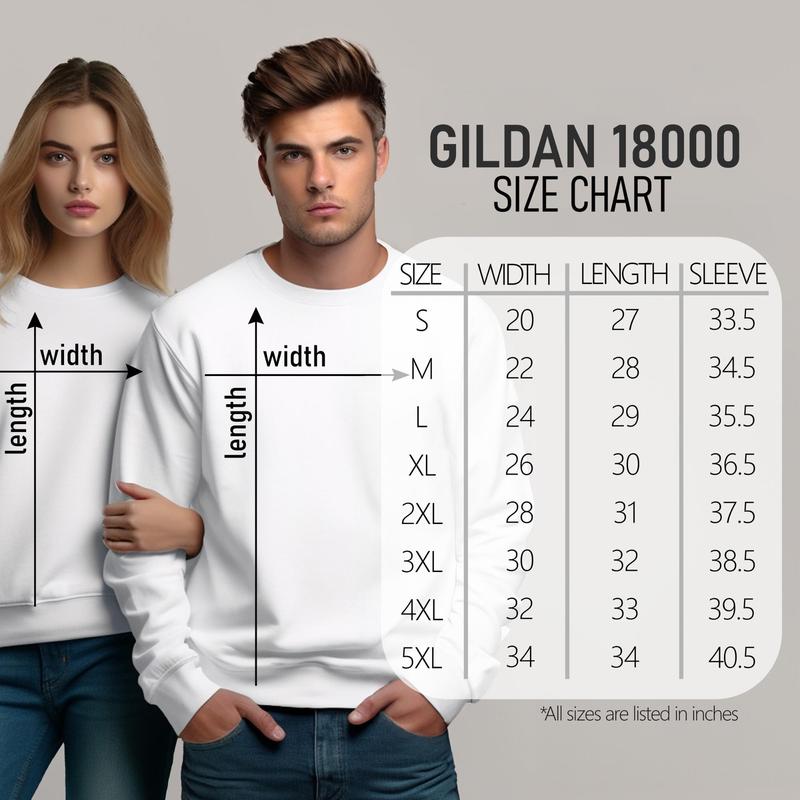 GILDAN 18000
SIZE CHART
SIZE WIDTH LENGTH SLEEVE
S 20 27 33.5
M 22 28 34.5
L 24 29 35.5
XL 26 30 36.5
2XL 28 31 37.5
3XL 30 32 38.5
4XL 32 33 39.5
5XL 34 34 40.5
*All sizes are listed in inches
width
length
width
length